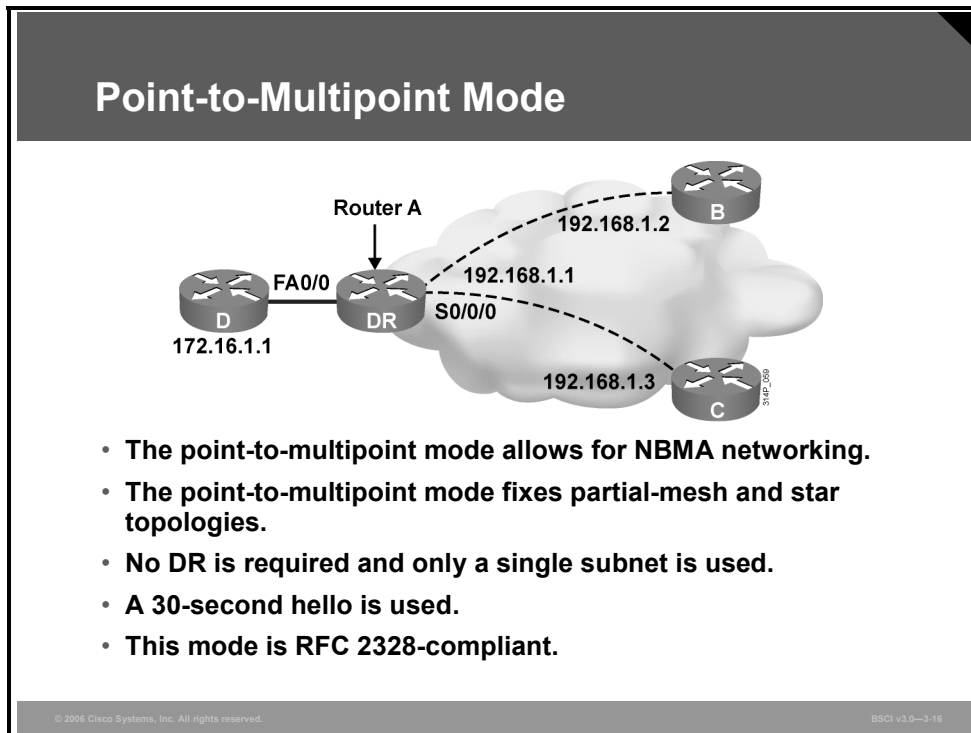 Point-to-Multipoint Mode
Router A
B
192.168.1.2
FA0/0
192.168.1.1
D
DR
S0/0/0
172.16.1.1
192.168.1.3
C
314P_059
• The point-to-multipoint mode allows for NBMA networking.
• The point-to-multipoint mode fixes partial-mesh and star
topologies.
• No DR is required and only a single subnet is used.
• A 30-second hello is used.
• This mode is RFC 2328-compliant.
© 2006 Cisco Systems, Inc. All rights reserved.
BSCI v3.0—3-16